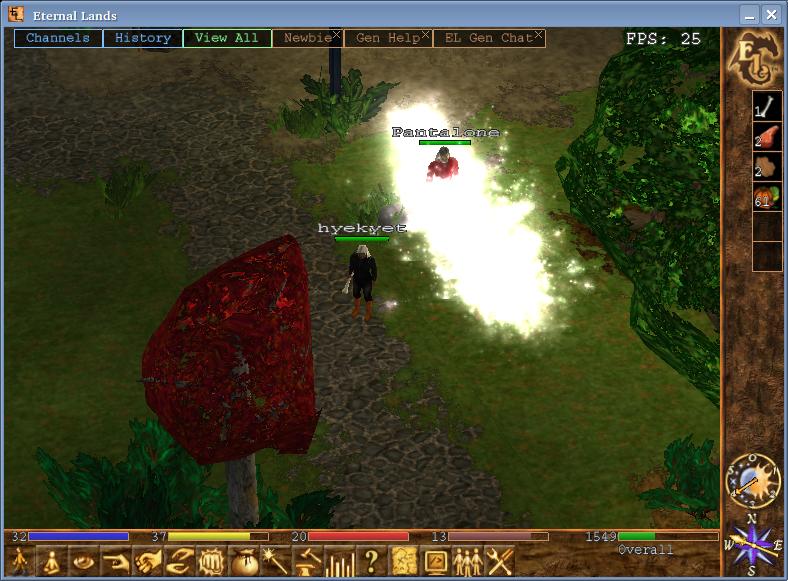 Eternal Lands
Channels History View All Newbie Gen Help EL Gen Chat FPS: 25
Pantalone
hyekyet
1
2
2
61
32 37 20 13 1549
Overall
N
W E
S